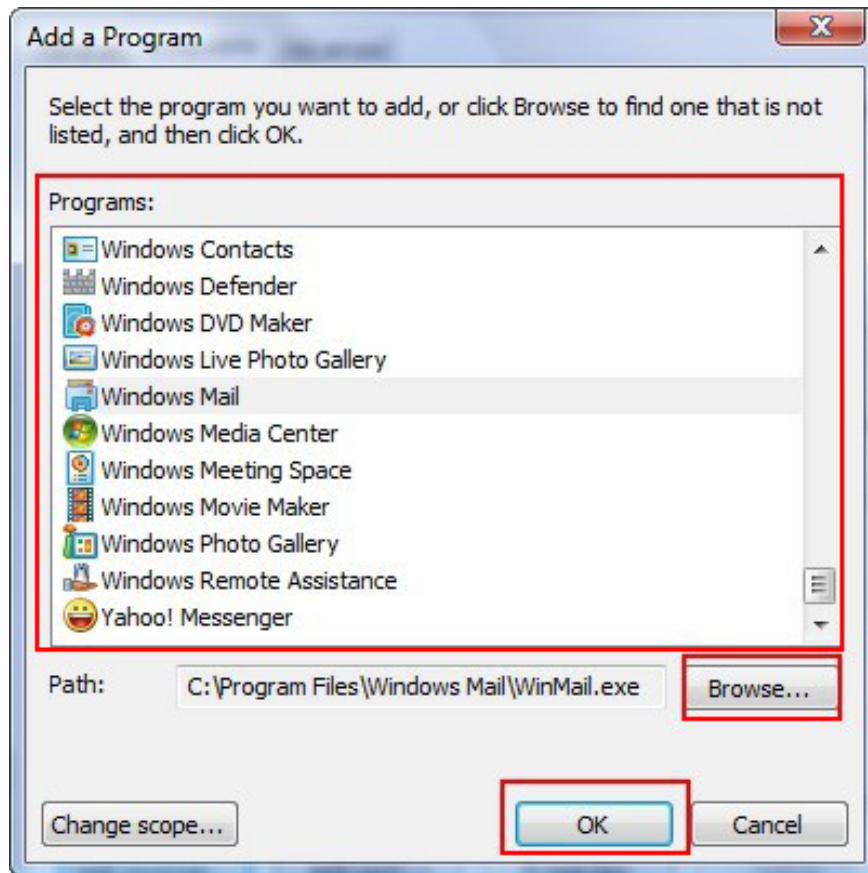 Add a Program
Select the program you want to add, or click Browse to find one that is not
listed, and then click OK.
Programs:
Windows Contacts
Windows Defender
Windows DVD Maker
Windows Live Photo Gallery
Windows Mail
Windows Media Center
Windows Meeting Space
Windows Movie Maker
Windows Photo Gallery
Windows Remote Assistance
Yahoo! Messenger
Path: C:\Program Files\Windows Mail\WinMail.exe Browse...
Change scope... OK Cancel